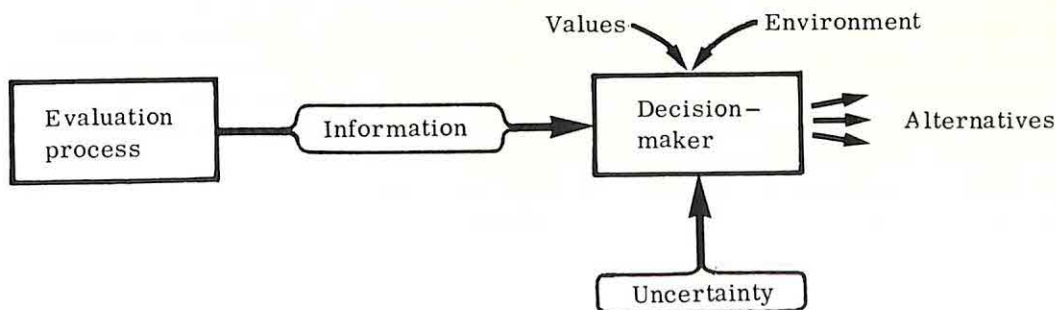 Values
Environment
Evaluation
process
Information
Decision-
maker
Alternatives
Uncertainty